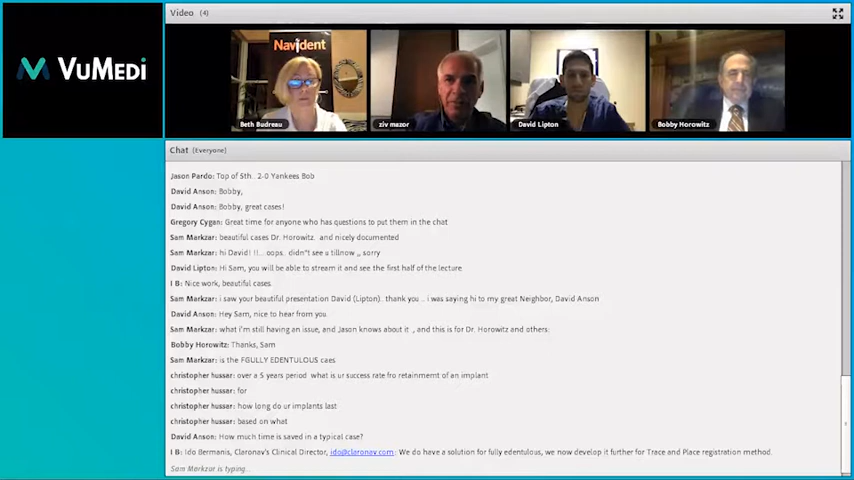 Video (4)
VuMedi
Navident
Beth Budreau
ziv mazor
David Lipton
Bobby Horowitz
Chat (Everyone)
Jason Pardo: Top of 5th.. 2-0 Yankees Bob
David Anson: Bobby,
David Anson: Bobby, great cases!
Gregory Cygan: Great time for anyone who has questions to put them in the chat
Sam Markzar: beautiful cases Dr. Horowitz.. and nicely documented
Sam Markzar: hi David! !!... oops.. didn"t see u tillnow ,, sorry
David Lipton: Hi Sam, you will be able to stream it and see the first half of the lecture
I B: Nice work, beautiful cases.
Sam Markzar: i saw your beautiful presentation David (Lipton). thank you .. i was saying hi to my great Neighbor, David Anson
David Anson: Hey Sam, nice to hear from you.
Sam Markzar: what i'm still having an issue, and Jason knows about it ,, and this is for Dr. Horowitz and others:
Bobby Horowitz: Thanks, Sam
Sam Markzar: is the FGULLY EDENTULOUS caes
christopher hussar: over a 5 years period what is ur success rate fro retainmemt of an implant
christopher hussar: for
christopher hussar: how long do ur implants last
christopher hussar: based on what
David Anson: How much time is saved in a typical case?
I B: Ido Bermanis, Claronav's Clinical Director, ido@claronav.com: We do have a solution for fully edentulous, we now develop it further for Trace and Place registration method.
Sam Markzar is typing...